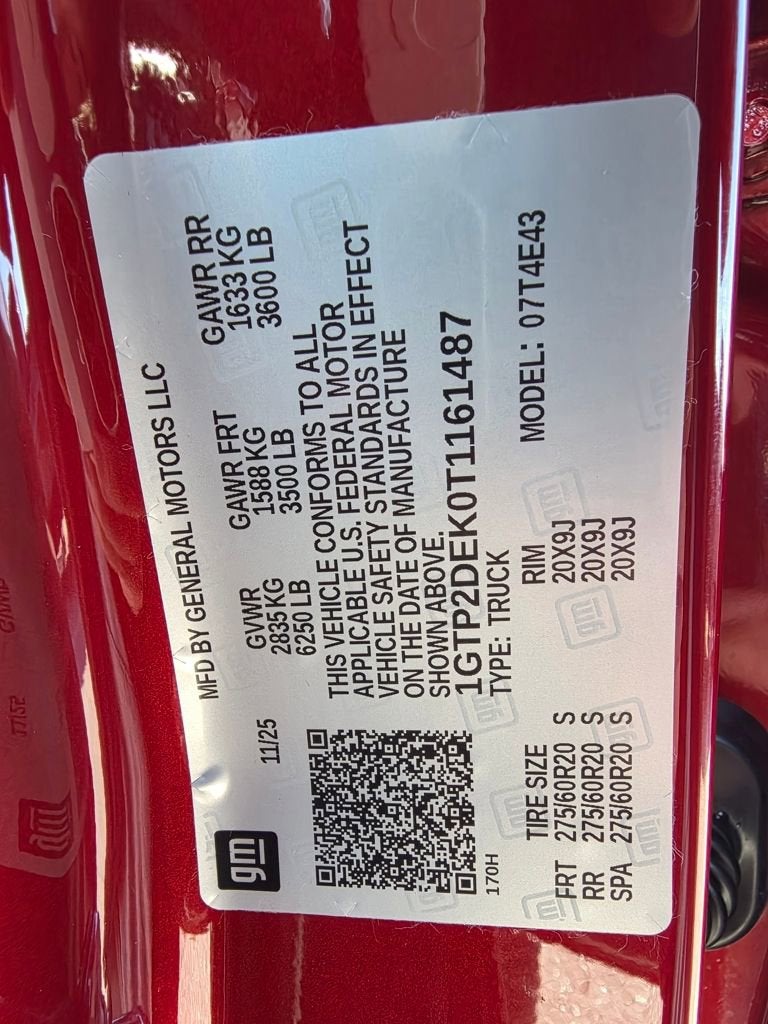 gm
MFD BY GENERAL MOTORS LLC
11/25
GVWR
2835 KG
6250 LB
GAWR FRT
1588 KG
3500 LB
GAWR RR
1633 KG
3600 LB
THIS VEHICLE CONFORMS TO ALL
APPLICABLE U.S. FEDERAL MOTOR
VEHICLE SAFETY STANDARDS IN EFFECT
ON THE DATE OF MANUFACTURE
SHOWN ABOVE.
1GTP2DEK0T1161487
TYPE: TRUCK
170H
MODEL: 07T4E43
TIRE SIZE RIM
FRT 275/60R20 S 20X9J
RR 275/60R20 S 20X9J
SPA 275/60R20 S 20X9J